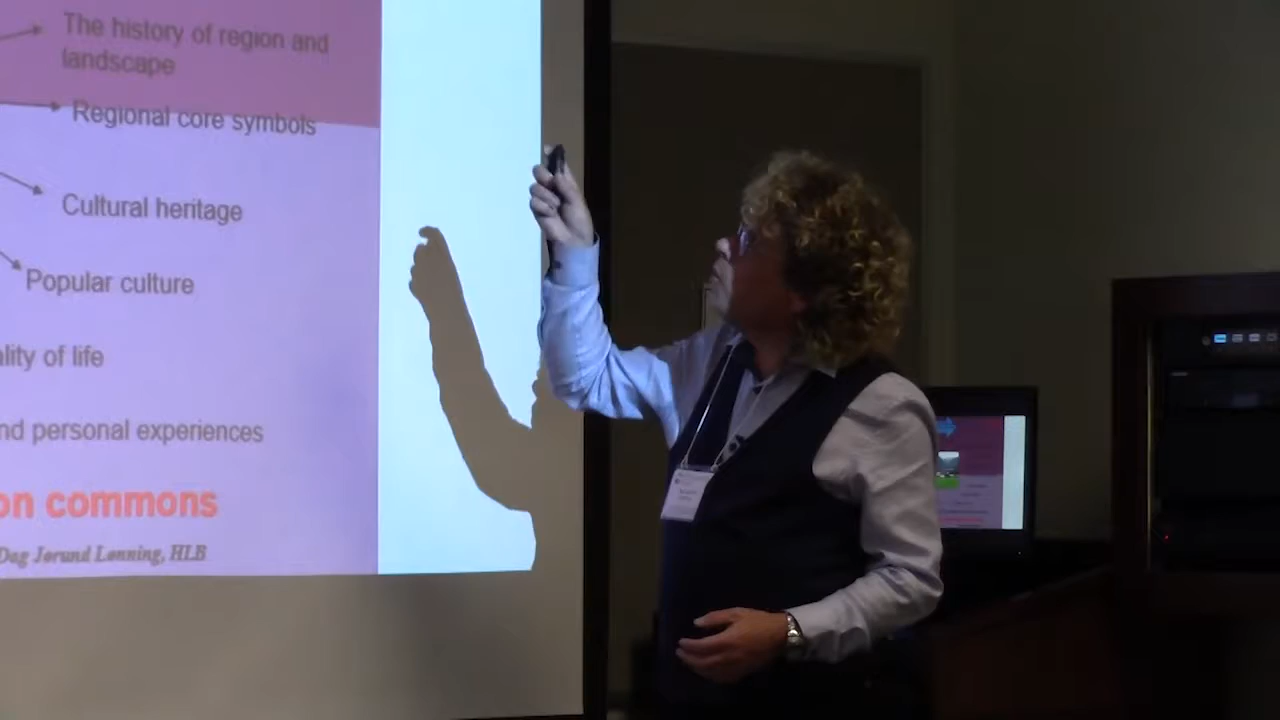 The history of region and
landscape
Regional core symbols
Cultural heritage
Popular culture
ality of life
nd personal experiences
on commons
Dag Jørund Lønning, HLB